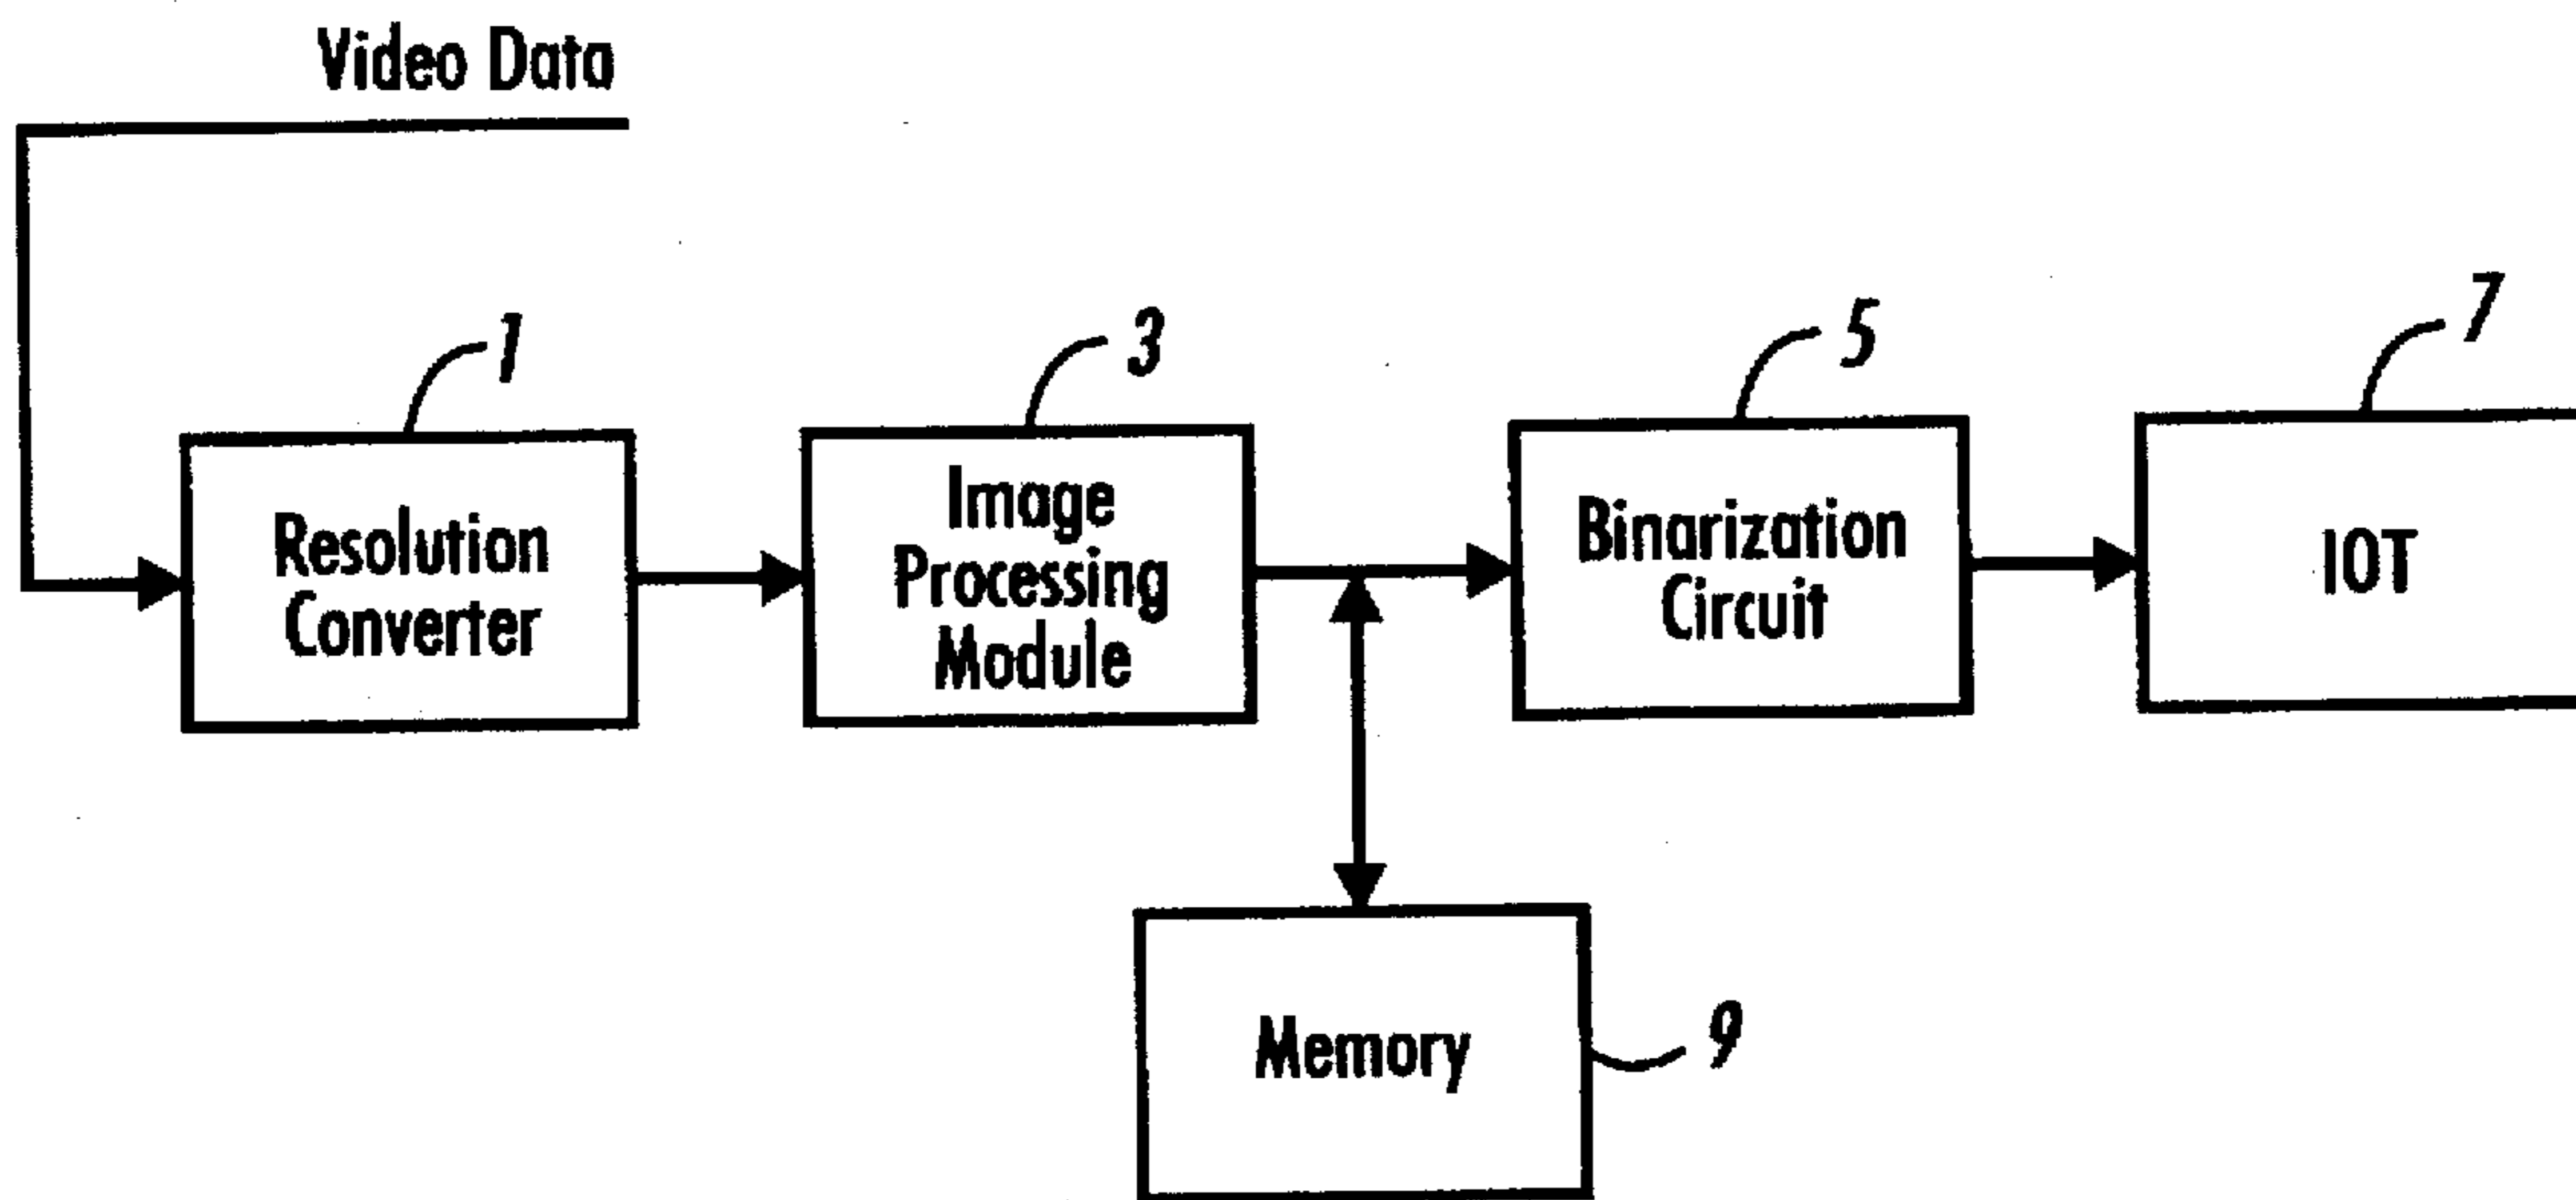 Video Data
1
3
5
7
Resolution
Converter
Image
Processing
Module
Binarization
Circuit
IOT
Memory
9